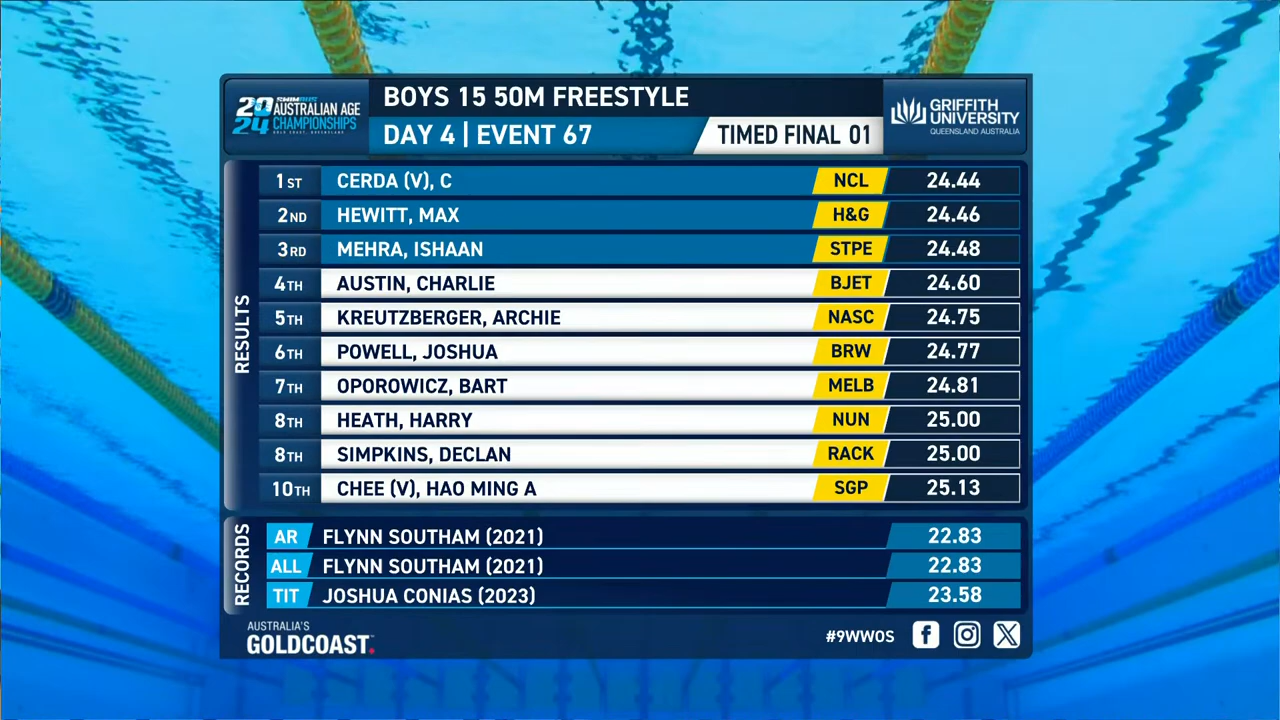 SWIMAUS
2024 AUSTRALIAN AGE CHAMPIONSHIPS
GOLD COAST, QUEENSLAND
BOYS 15 50M FREESTYLE
DAY 4 | EVENT 67
TIMED FINAL 01
GRIFFITH UNIVERSITY
QUEENSLAND AUSTRALIA
RESULTS
1ST CERDA (V), C NCL 24.44
2ND HEWITT, MAX H&G 24.46
3RD MEHRA, ISHAAN STPE 24.48
4TH AUSTIN, CHARLIE BJET 24.60
5TH KREUTZBERGER, ARCHIE NASC 24.75
6TH POWELL, JOSHUA BRW 24.77
7TH OPOROWICZ, BART MELB 24.81
8TH HEATH, HARRY NUN 25.00
8TH SIMPKINS, DECLAN RACK 25.00
10TH CHEE (V), HAO MING A SGP 25.13
RECORDS
AR FLYNN SOUTHAM (2021) 22.83
ALL FLYNN SOUTHAM (2021) 22.83
TIT JOSHUA CONIAS (2023) 23.58
AUSTRALIA'S
GOLDCOAST.
#9WWOS